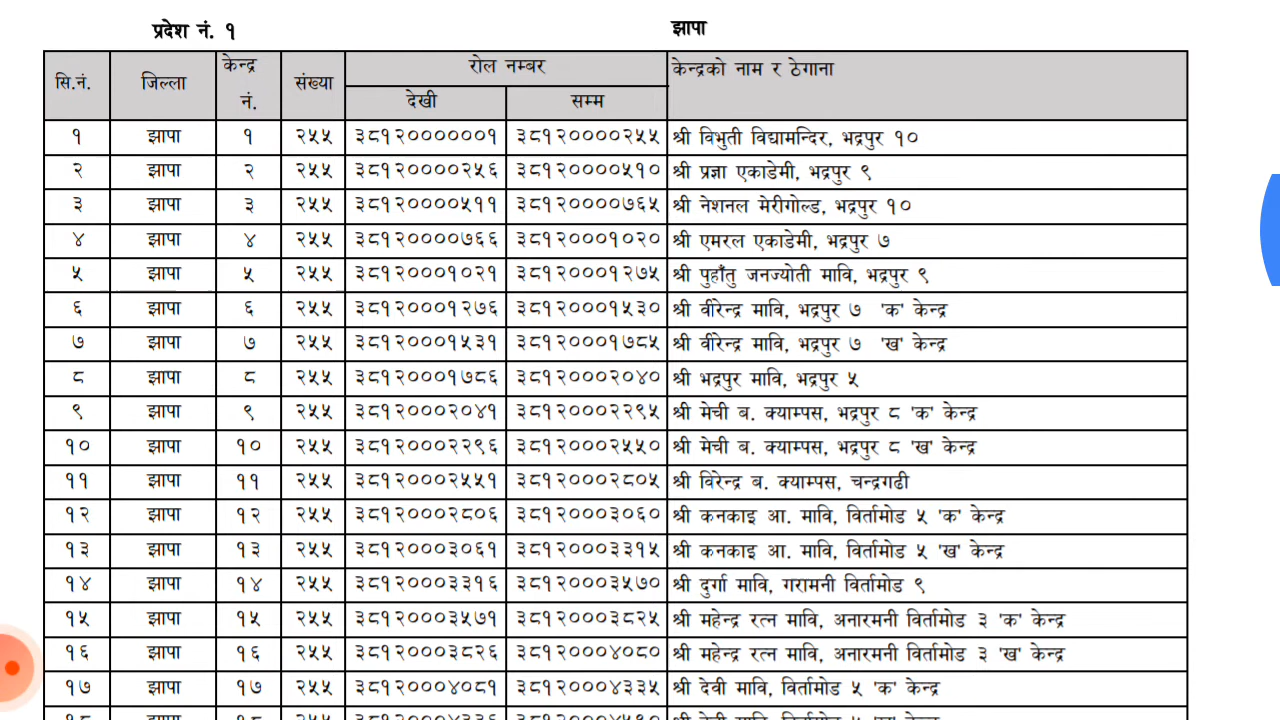 प्रदेश नं. १ झापा
सि.नं. जिल्ला केन्द्र नं. संख्या रोल नम्बर केन्द्रको नाम र ठेगाना
देखी सम्म
१ झापा १ २५५ ३८१२०००००००१ ३८१२००००२५५ श्री विभुती विद्यामन्दिर, भद्रपुर १०
२ झापा २ २५५ ३८१२००००२५६ ३८१२००००५१० श्री प्रज्ञा एकाडेमी, भद्रपुर ९
३ झापा ३ २५५ ३८१२००००५११ ३८१२००००७६५ श्री नेशनल मेरीगोल्ड, भद्रपुर १०
४ झापा ४ २५५ ३८१२००००७६६ ३८१२०००१०२० श्री एमरल एकाडेमी, भद्रपुर ७
५ झापा ५ २५५ ३८१२०००१०२१ ३८१२०००१२७५ श्री पुहाँतु जनज्योती मावि, भद्रपुर ९
६ झापा ६ २५५ ३८१२०००१२७६ ३८१२०००१५३० श्री वीरेन्द्र मावि, भद्रपुर ७ 'क' केन्द्र
७ झापा ७ २५५ ३८१२०००१५३१ ३८१२०००१७८५ श्री वीरेन्द्र मावि, भद्रपुर ७ 'ख' केन्द्र
८ झापा ८ २५५ ३८१२०००१७८६ ३८१२०००२०४० श्री भद्रपुर मावि, भद्रपुर ५
९ झापा ९ २५५ ३८१२०००२०४१ ३८१२०००२२९५ श्री मेची ब. क्याम्पस, भद्रपुर ८ 'क' केन्द्र
१० झापा १० २५५ ३८१२०००२२९६ ३८१२०००२५५० श्री मेची ब. क्याम्पस, भद्रपुर ८ 'ख' केन्द्र
११ झापा ११ २५५ ३८१२०००२५५१ ३८१२०००२८०५ श्री विरेन्द्र ब. क्याम्पस, चन्द्रगढी
१२ झापा १२ २५५ ३८१२०००२८०६ ३८१२०००३०६० श्री कनकाइ आ. मावि, विर्तामोड ५ 'क' केन्द्र
१३ झापा १३ २५५ ३८१२०००३०६१ ३८१२०००३३१५ श्री कनकाइ आ. मावि, विर्तामोड ५ 'ख' केन्द्र
१४ झापा १४ २५५ ३८१२०००३३१६ ३८१२०००३५७० श्री दुर्गा मावि, गरामनी विर्तामोड ९
१५ झापा १५ २५५ ३८१२०००३५७१ ३८१२०००३८२५ श्री महेन्द्र रत्न मावि, अनारमनी विर्तामोड ३ 'क' केन्द्र
१६ झापा १६ २५५ ३८१२०००३८२६ ३८१२०००४०८० श्री महेन्द्र रत्न मावि, अनारमनी विर्तामोड ३ 'ख' केन्द्र
१७ झापा १७ २५५ ३८१२०००४०८१ ३८१२०००४३३५ श्री देवी मावि, विर्तामोड ५ 'क' केन्द्र